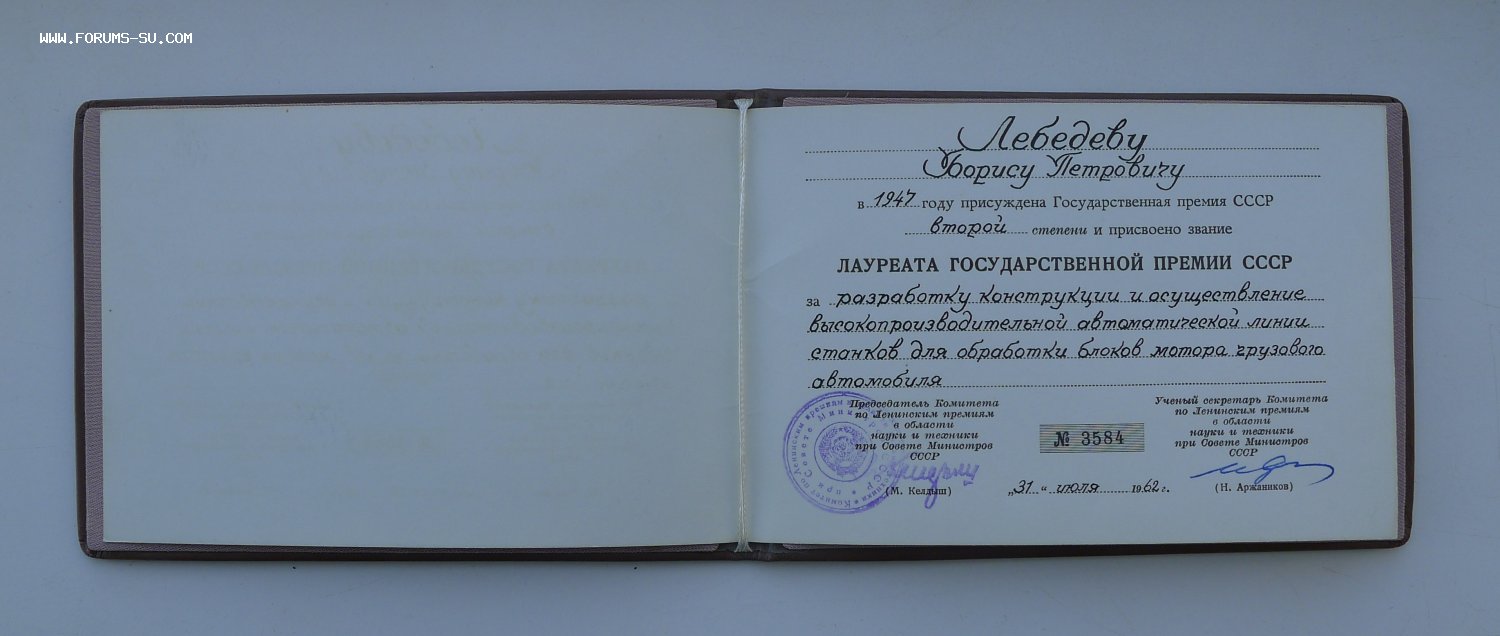 WWW.FORUMS-SU.COM
Лебедеву
Борису Петровичу
в 1947 году присуждена Государственная премия СССР
второй степени и присвоено звание
ЛАУРЕАТА ГОСУДАРСТВЕННОЙ ПРЕМИИ СССР
за разработку конструкции и осуществление
высокопроизводительной автоматической линии
станков для обработки блоков мотора грузового
автомобиля
Председатель Комитета
по Ленинским премиям
в области
науки и техники
при Совете Министров
СССР
(М. Келдыш)
№ 3584
„31“ июля 1962 г.
Ученый секретарь Комитета
по Ленинским премиям
в области
науки и техники
при Совете Министров
СССР
(Н. Аржаников)